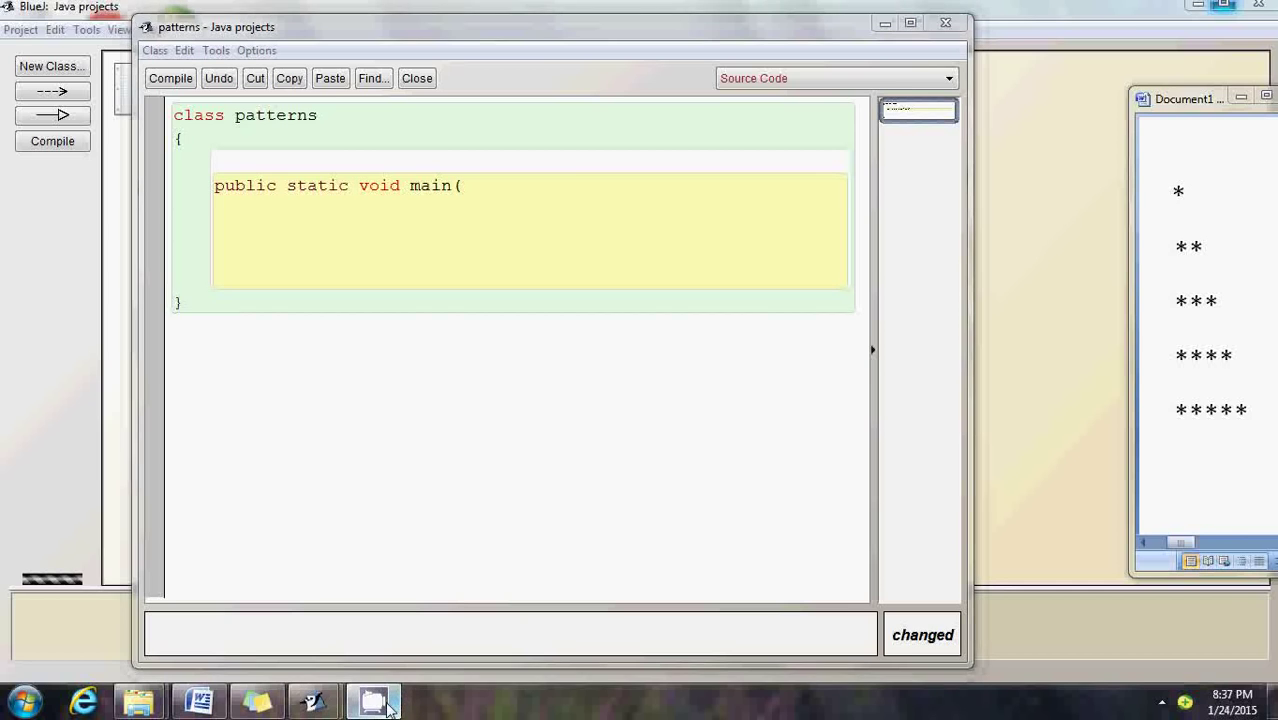 BlueJ: Java projects
Project Edit Tools View
patterns - Java projects
Class Edit Tools Options
Compile Undo Cut Copy Paste Find... Close
Source Code
New Class...
Compile
class patterns
{
public static void main(
}
changed
Document1 ...
*
**
***
****
*****
8:37 PM
1/24/2015